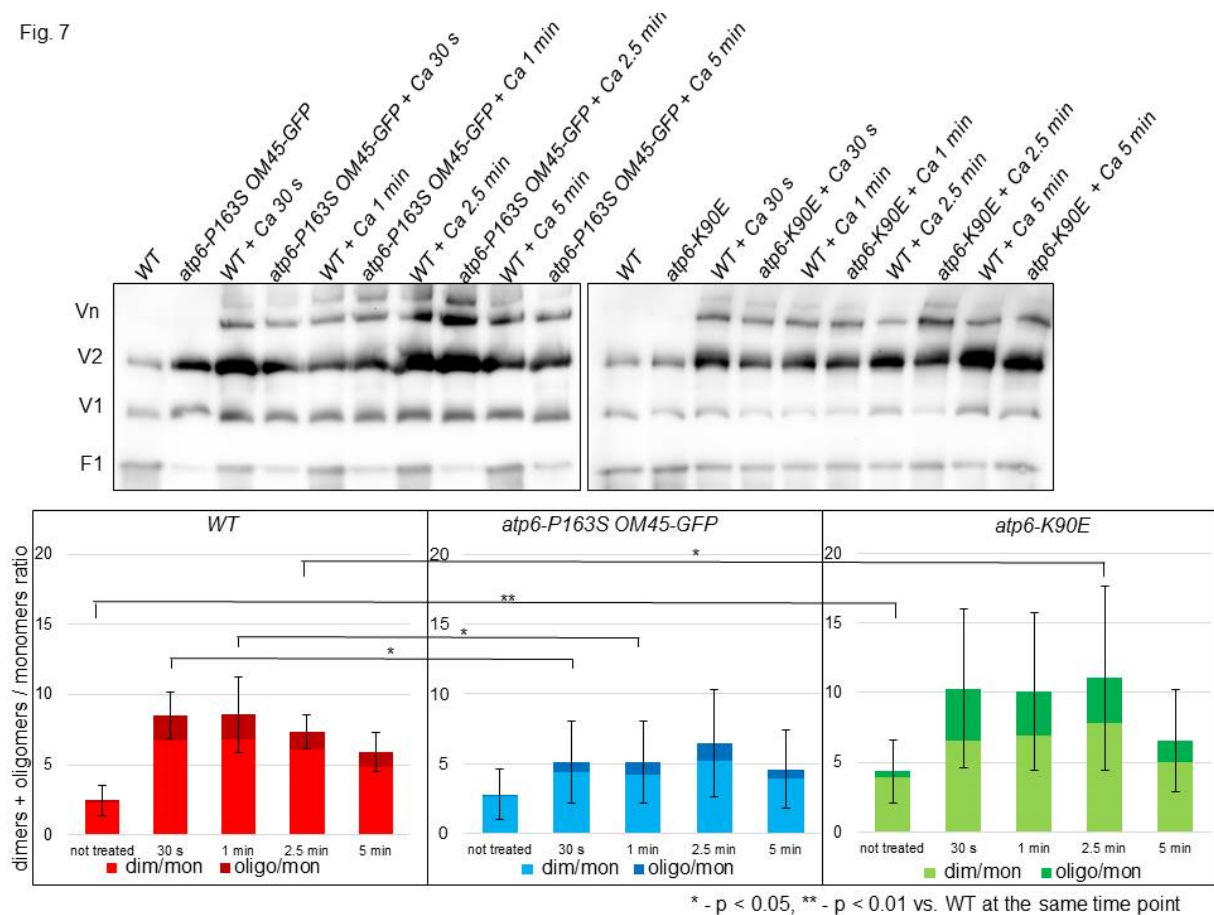 Fig. 7
WT
atp6-P163S OM45-GFP
WT + Ca 30 s
atp6-P163S OM45-GFP + Ca 30 s
WT + Ca 1 min
atp6-P163S OM45-GFP + Ca 1 min
WT + Ca 2.5 min
atp6-P163S OM45-GFP + Ca 2.5 min
WT + Ca 5 min
atp6-P163S OM45-GFP + Ca 5 min
WT
atp6-K90E
WT + Ca 30 s
atp6-K90E + Ca 30 s
WT + Ca 1 min
atp6-K90E + Ca 1 min
WT + Ca 2.5 min
atp6-K90E + Ca 2.5 min
WT + Ca 5 min
atp6-K90E + Ca 5 min
Vn
V2
V1
F1
dimers + oligomers / monomers ratio
WT
20
15
10
5
0
**
*
*
*
not treated 30 s 1 min 2.5 min 5 min
dim/mon oligo/mon
atp6-P163S OM45-GFP
20
15
10
5
0
not treated 30 s 1 min 2.5 min 5 min
dim/mon oligo/mon
atp6-K90E
20
15
10
5
0
not treated 30 s 1 min 2.5 min 5 min
dim/mon oligo/mon
* - p < 0.05, ** - p < 0.01 vs. WT at the same time point